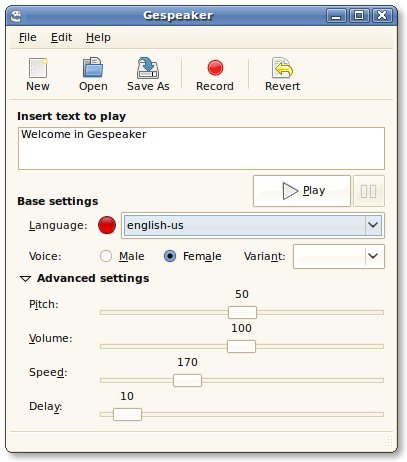 Gespeaker
File Edit Help
New Open Save As Record Revert
Insert text to play
Welcome in Gespeaker
Play
Base settings
Language: english-us
Voice: Male Female Variant:
Advanced settings
50
Pitch:
100
Volume:
170
Speed:
10
Delay: